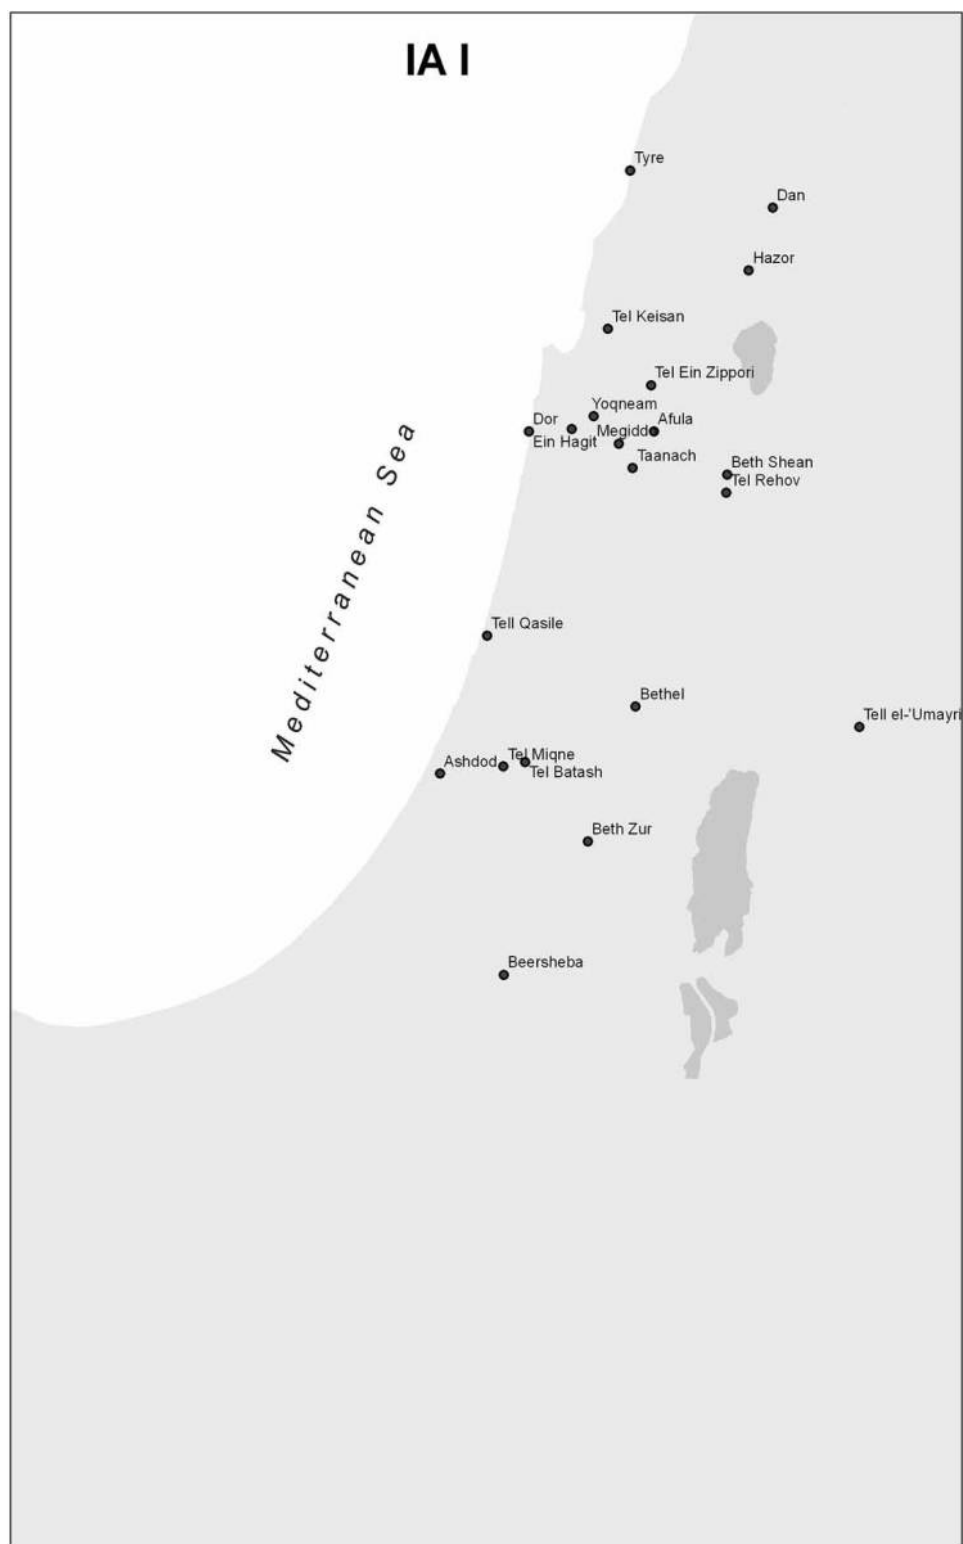 IA I
Tyre
Dan
Hazor
Tel Keisan
Tel Ein Zippori
Yoqneam
Dor
Ein Hagit
Megidd
Afula
Taanach
Beth Shean
Tel Rehov
Mediterranean Sea
Tell Qasile
Bethel
Tell el-'Umayri
Ashdod
Tel Miqne
Tel Batash
Beth Zur
Beersheba